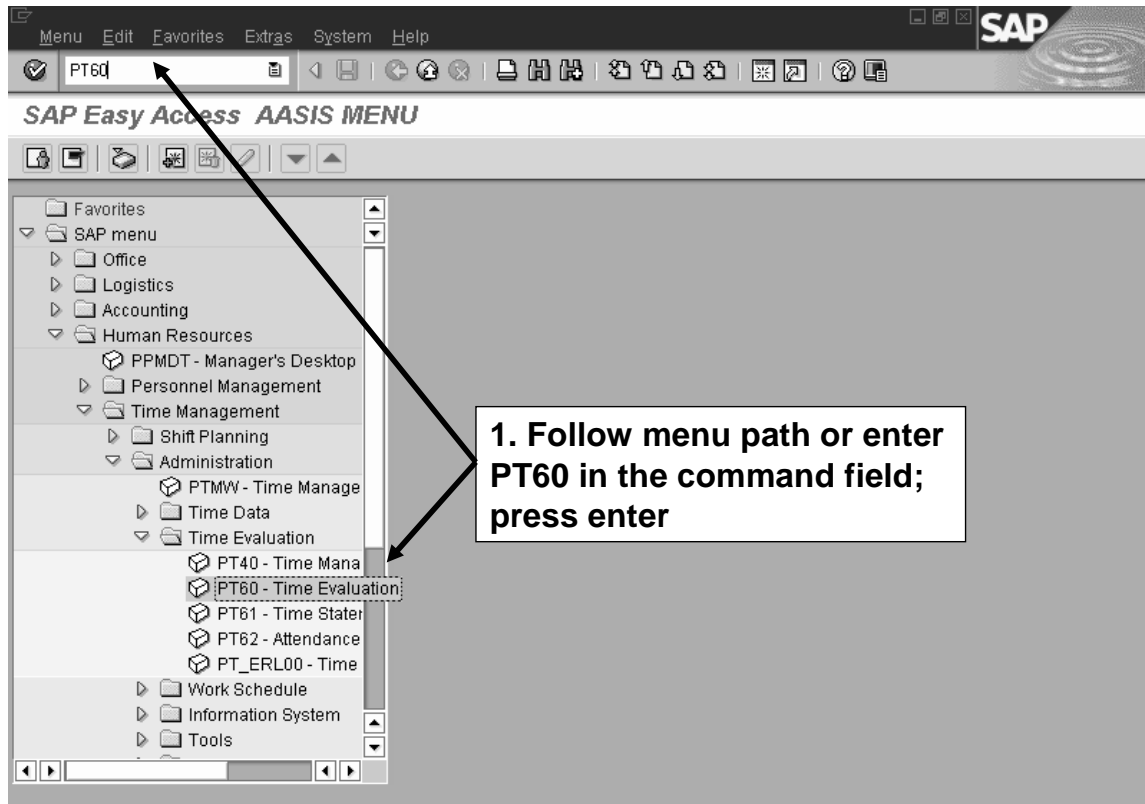 Menu Edit Favorites Extras System Help
SAP
PT60
SAP Easy Access AASIS MENU
Favorites
SAP menu
Office
Logistics
Accounting
Human Resources
PPMDT - Manager's Desktop
Personnel Management
Time Management
Shift Planning
Administration
PTMW - Time Manage
Time Data
Time Evaluation
PT40 - Time Mana
PT60 - Time Evaluation
PT61 - Time Stater
PT62 - Attendance
PT_ERL00 - Time
Work Schedule
Information System
Tools
1. Follow menu path or enter
PT60 in the command field;
press enter